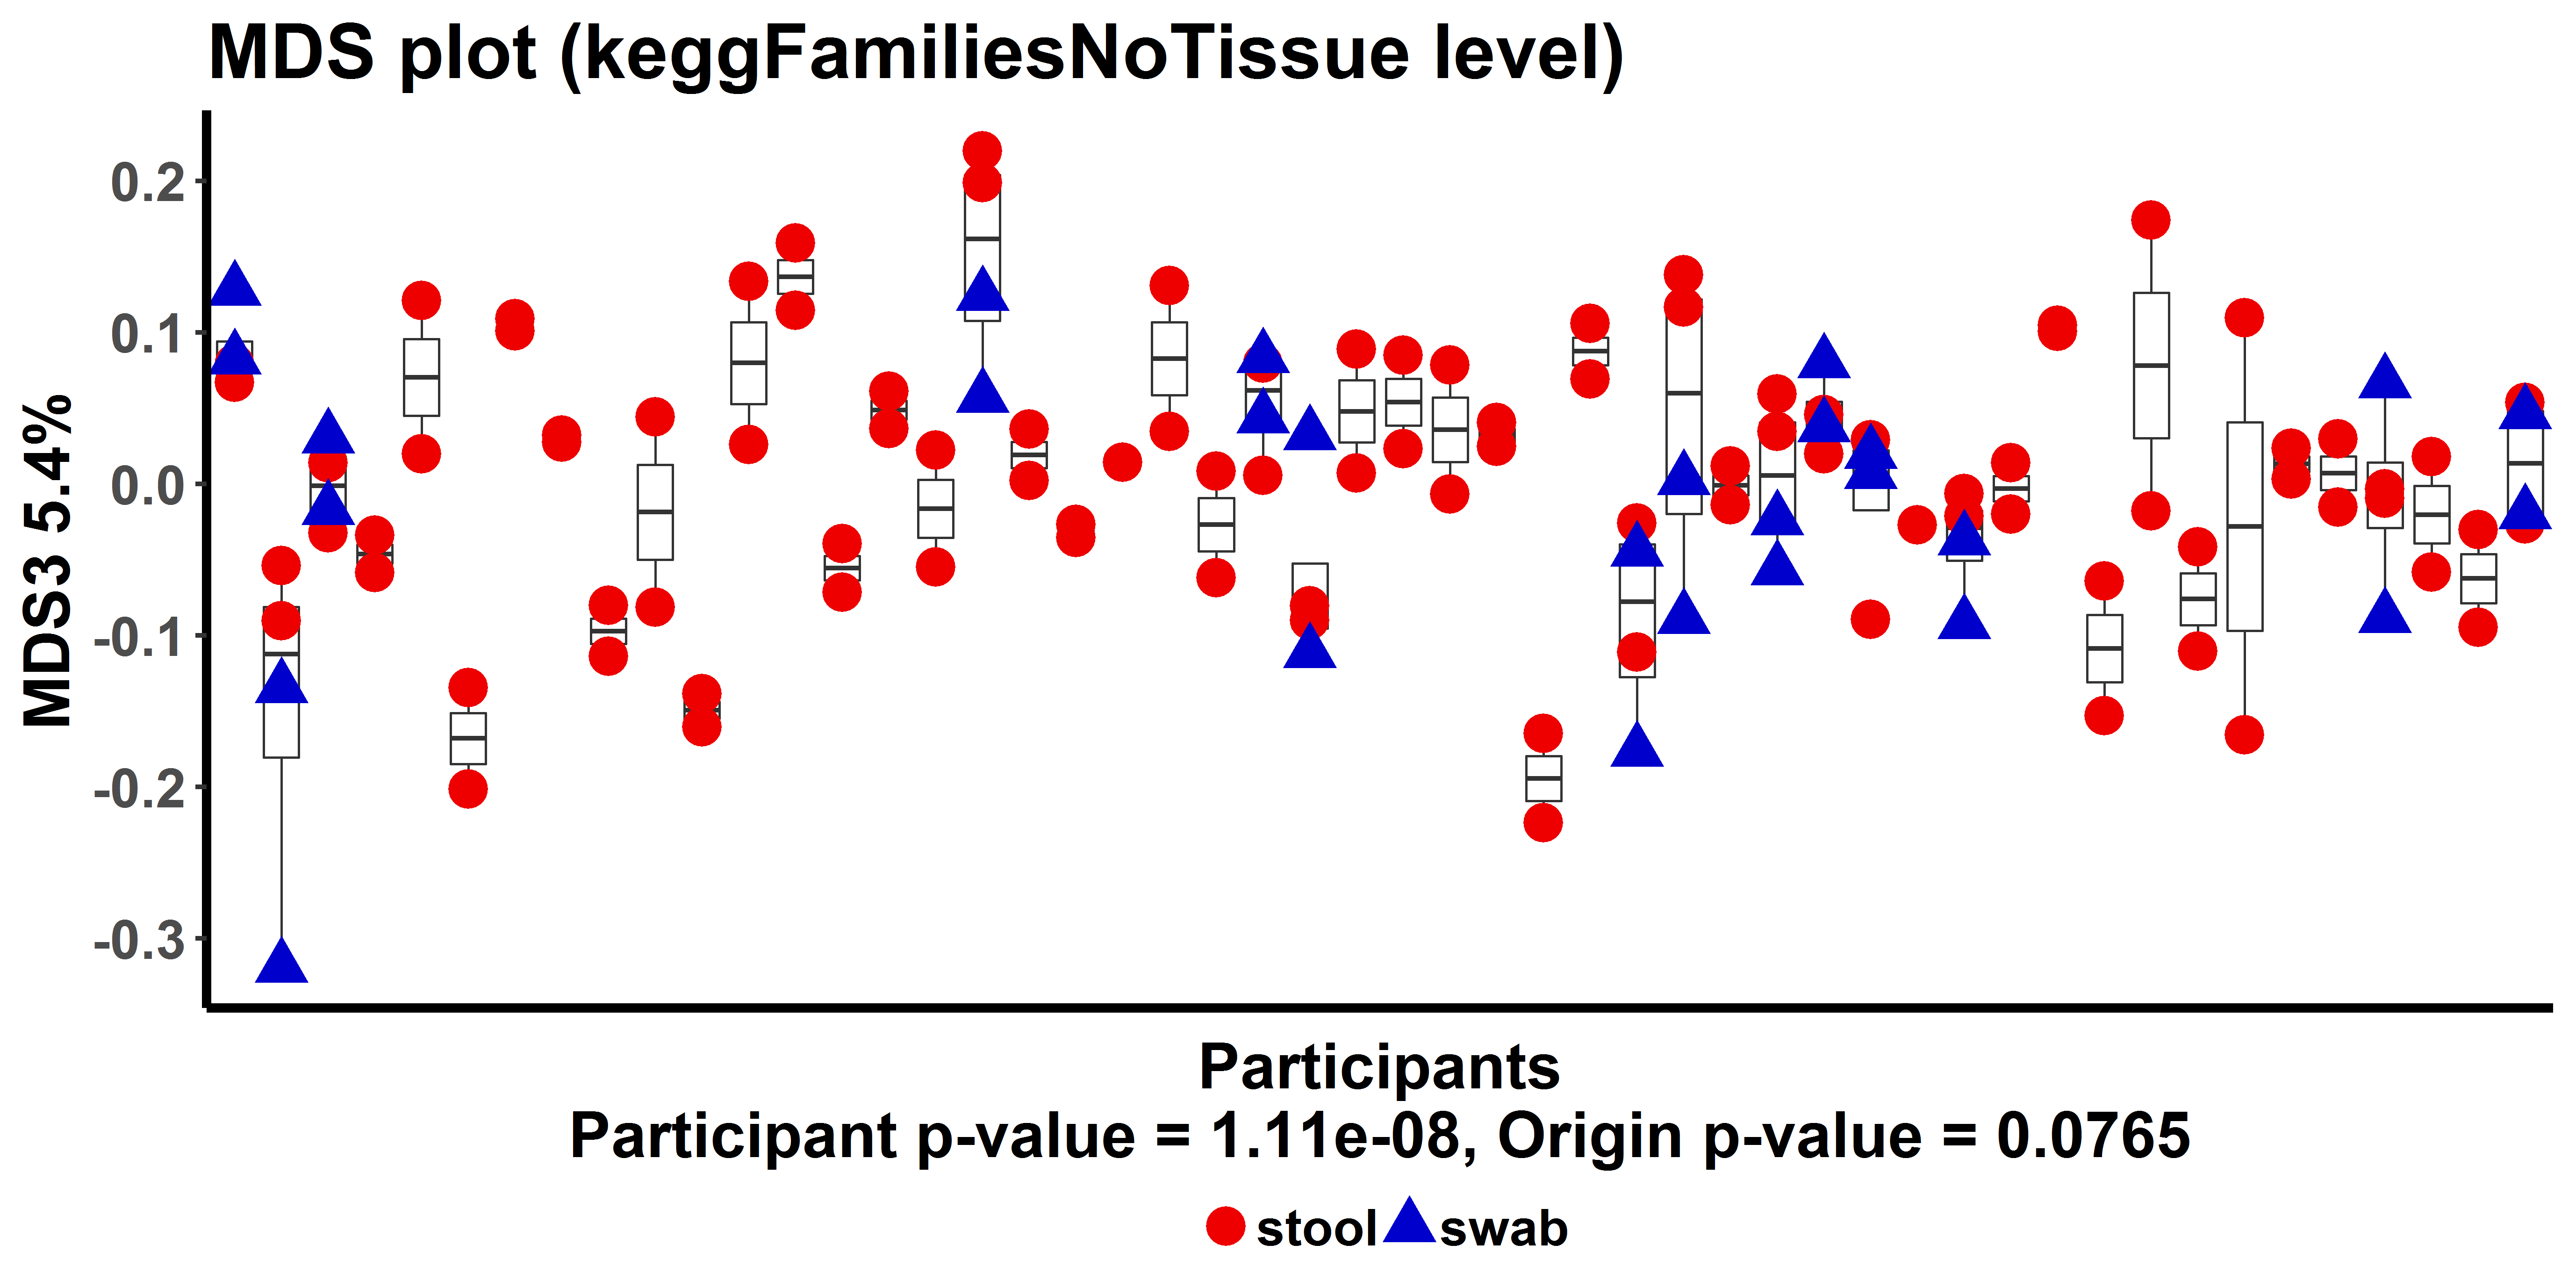 MDS plot (keggFamiliesNoTissue level)
MDS3 5.4%
0.2
0.1
0.0
-0.1
-0.2
-0.3
Participants
Participant p-value = 1.11e-08, Origin p-value = 0.0765
stool swab